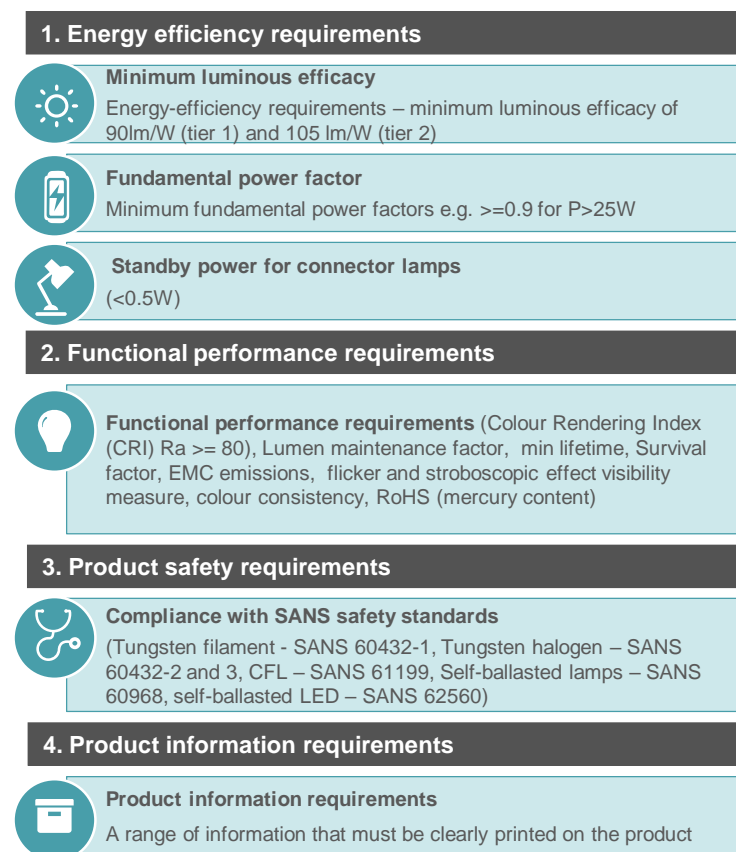 1. Energy efficiency requirements
Minimum luminous efficacy
Energy-efficiency requirements – minimum luminous efficacy of
90lm/W (tier 1) and 105 lm/W (tier 2)
Fundamental power factor
Minimum fundamental power factors e.g. >=0.9 for P>25W
Standby power for connector lamps
(<0.5W)
2. Functional performance requirements
Functional performance requirements (Colour Rendering Index
(CRI) Ra >= 80), Lumen maintenance factor, min lifetime, Survival
factor, EMC emissions, flicker and stroboscopic effect visibility
measure, colour consistency, RoHS (mercury content)
3. Product safety requirements
Compliance with SANS safety standards
(Tungsten filament - SANS 60432-1, Tungsten halogen – SANS
60432-2 and 3, CFL – SANS 61199, Self-ballasted lamps – SANS
60968, self-ballasted LED – SANS 62560)
4. Product information requirements
Product information requirements
A range of information that must be clearly printed on the product